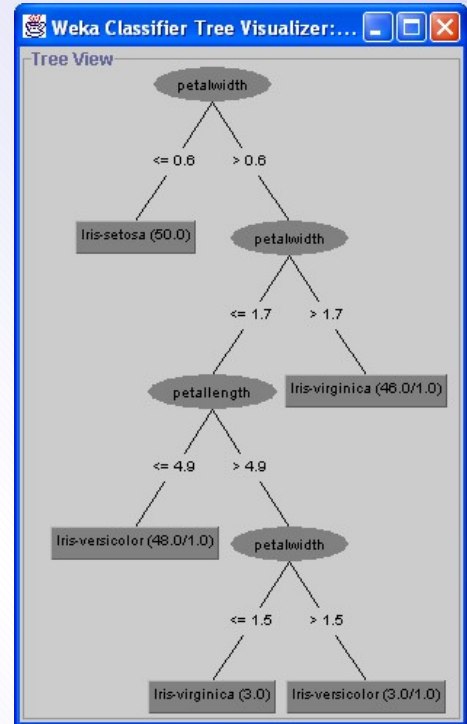 Weka Classifier Tree Visualizer:...
Tree View
petalwidth
<= 0.6 > 0.6
Iris-setosa (50.0)
petalwidth
<= 1.7 > 1.7
petallength
Iris-virginica (46.0/1.0)
<= 4.9 > 4.9
Iris-versicolor (48.0/1.0)
petalwidth
<= 1.5 > 1.5
Iris-virginica (3.0) Iris-versicolor (3.0/1.0)